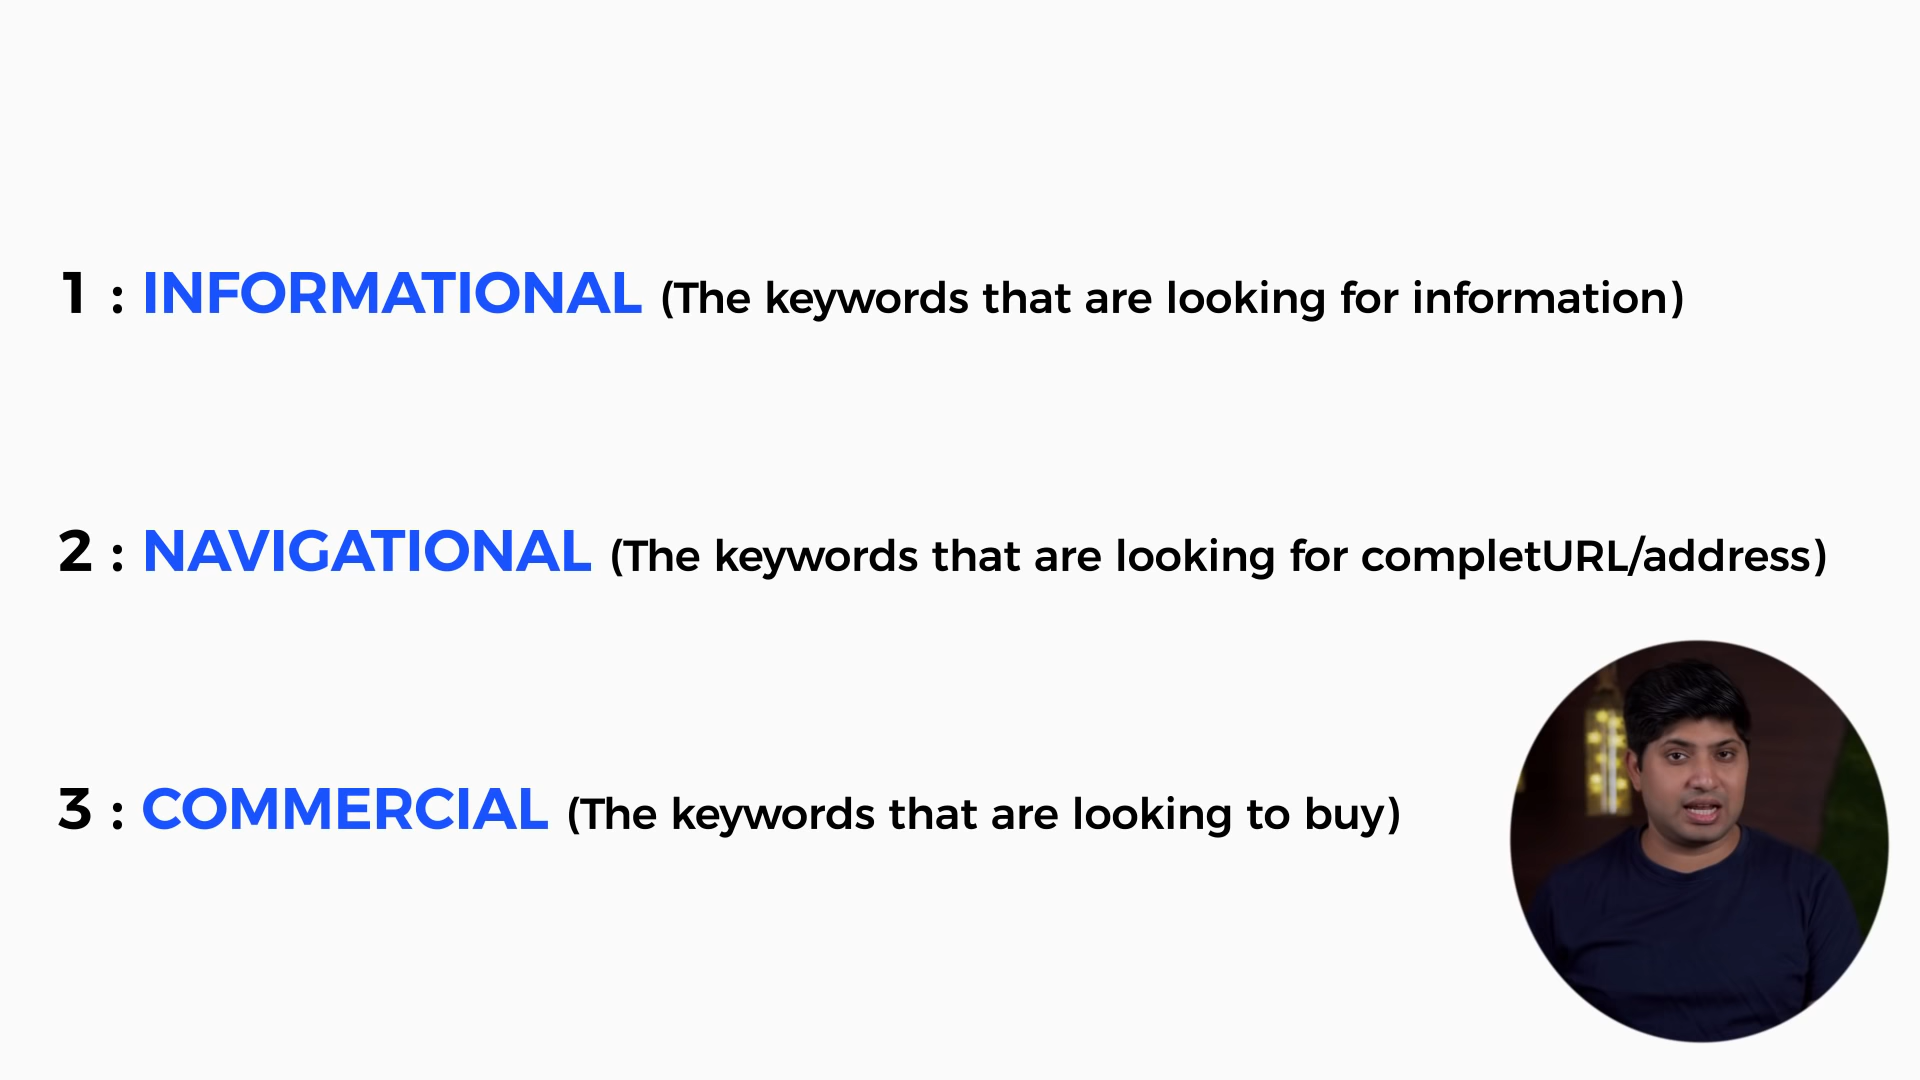 1 : INFORMATIONAL (The keywords that are looking for information)
2 : NAVIGATIONAL (The keywords that are looking for completURL/address)
3 : COMMERCIAL (The keywords that are looking to buy)